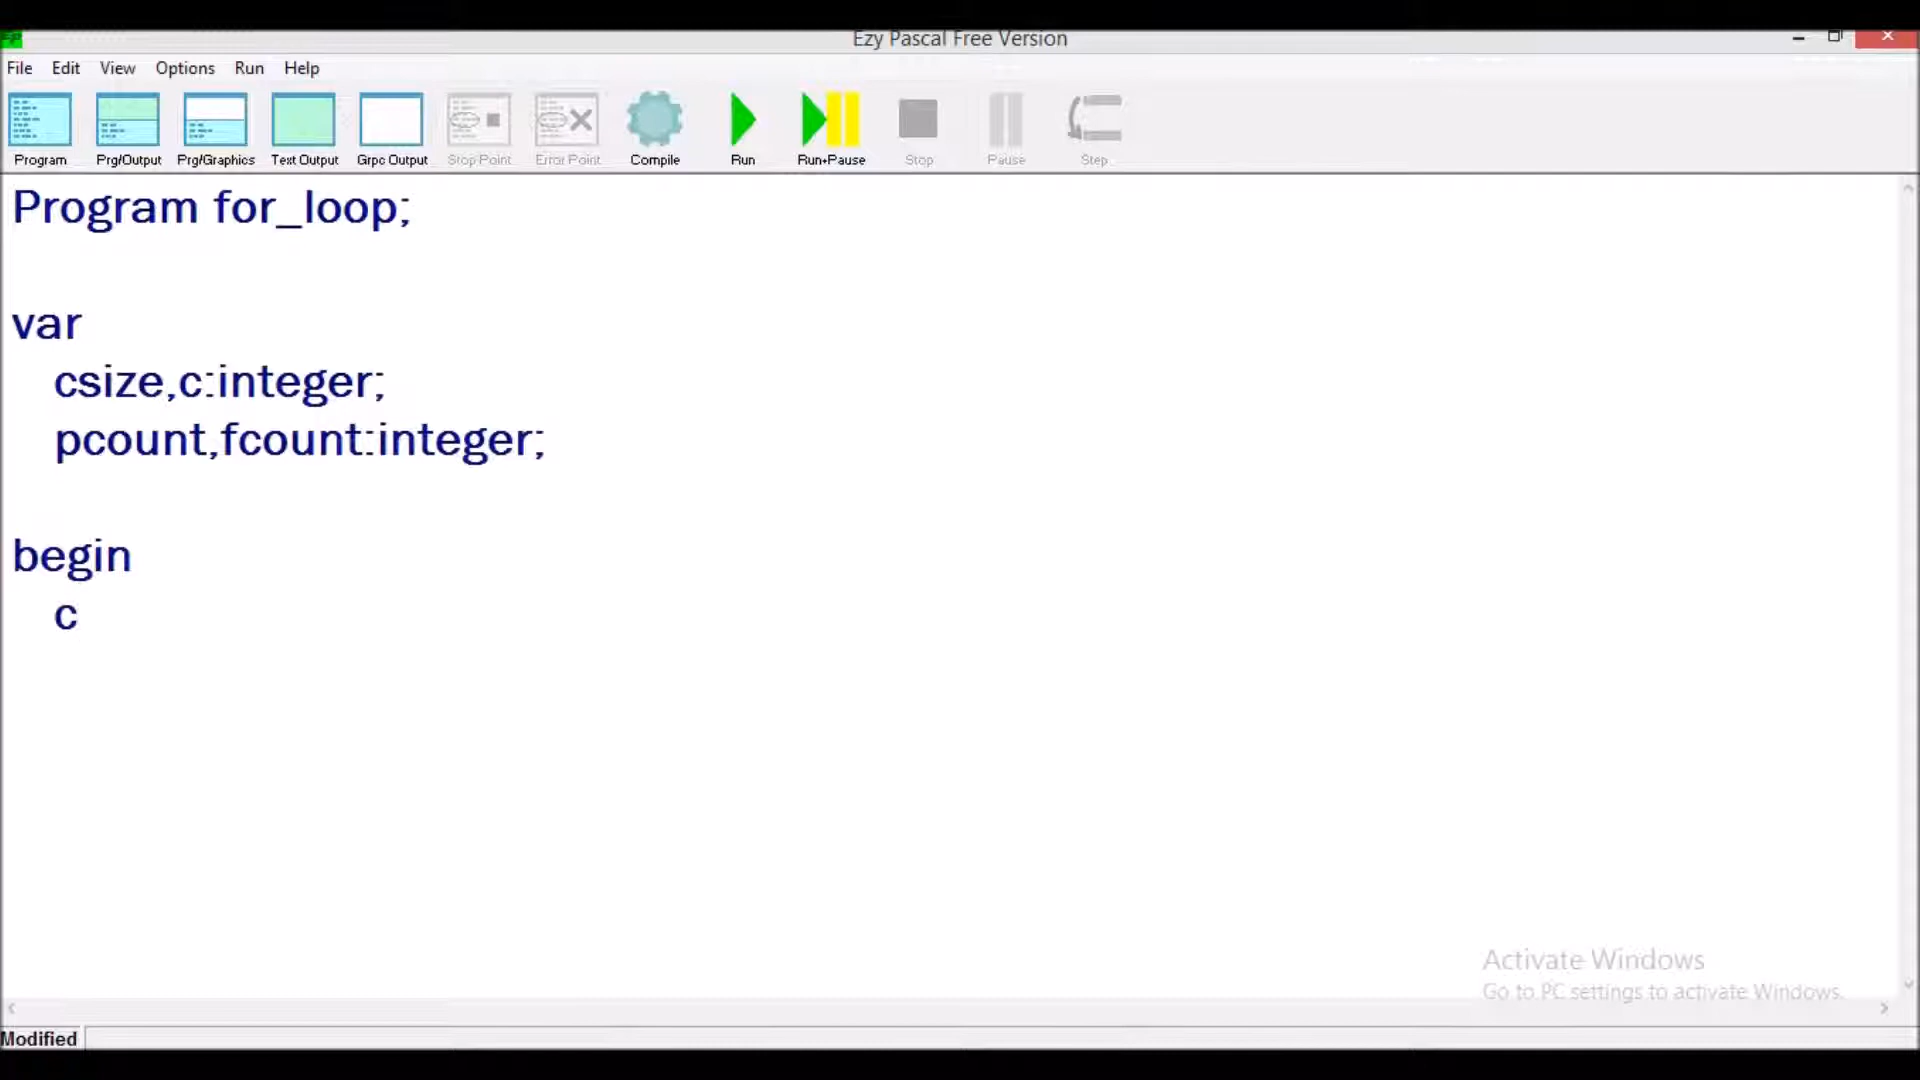 Ezy Pascal Free Version
File Edit View Options Run Help
Program Prg/Output Prg/Graphics Text Output Grpc Output Stop Point Error Point Compile Run Run+Pause Stop Pause Step
Program for_loop;
var
csize,c:integer;
pcount,fcount:integer;
begin
c
Activate Windows
Go to PC settings to activate Windows.
Modified